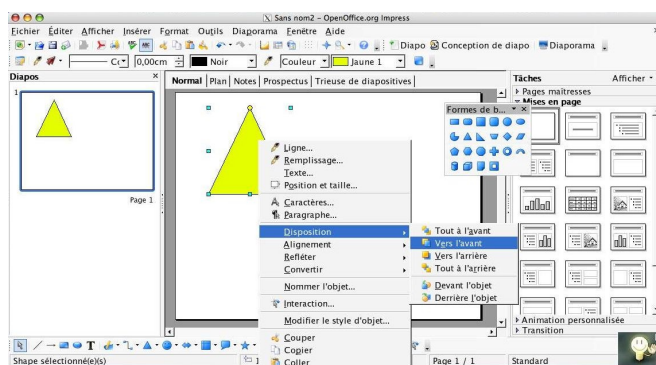 Sans nom2 – OpenOffice.org Impress
Fichier Éditer Afficher Insérer Format Outils Diaporama Fenêtre Aide
Diapo Conception de diapo Diaporama
0,00cm Noir Couleur Jaune 1
Diapos
Normal Plan Notes Prospectus Trieuse de diapositives
Tâches Afficher
Pages maîtresses
Mises en page
Formes de b...
1
Page 1
Ligne...
Remplissage...
Texte...
Position et taille...
Caractères...
Paragraphe...
Disposition
Alignement
Refléter
Convertir
Nommer l'objet...
Interaction...
Modifier le style d'objet...
Couper
Copier
Coller
Tout à l'avant
Vers l'avant
Vers l'arrière
Tout à l'arrière
Devant l'objet
Derrière l'objet
Animation personnalisée
Transition
Shape sélectionné(e)(s)
Page 1 / 1
Standard